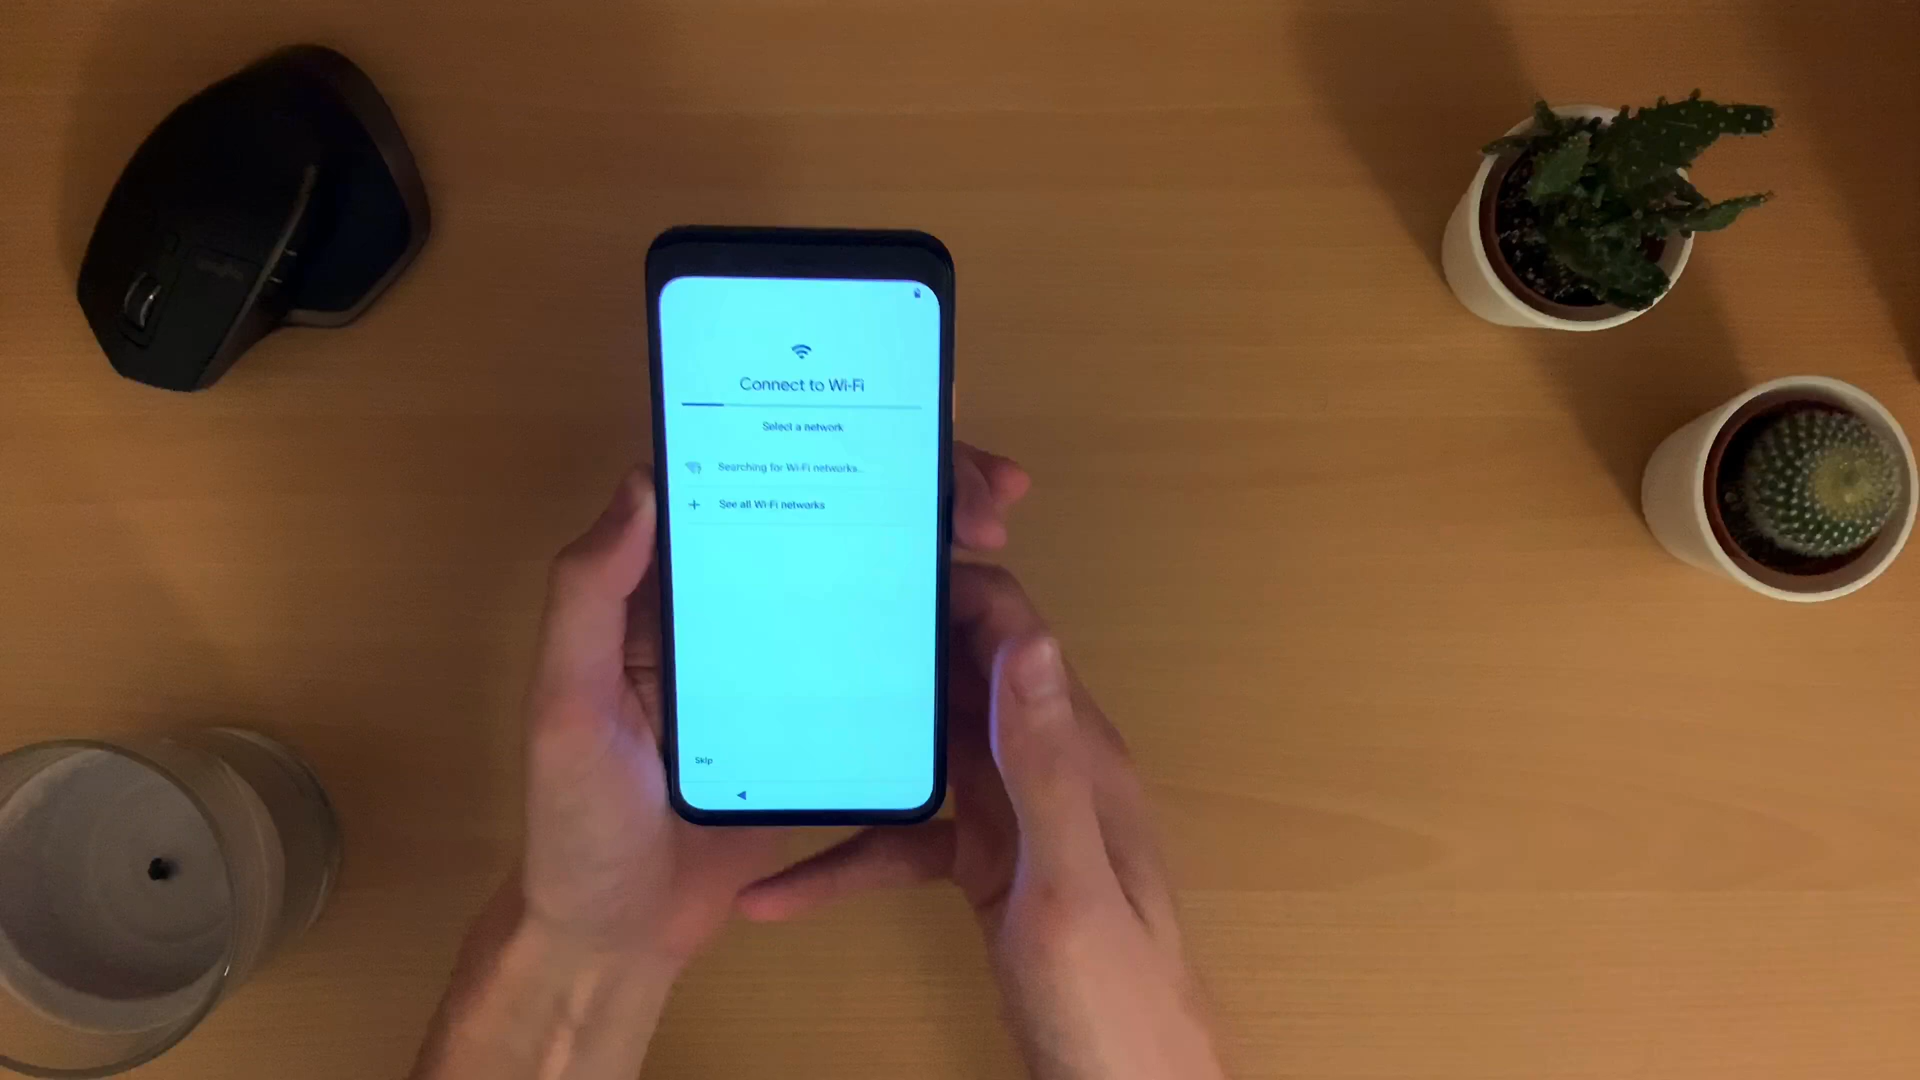 Connect to Wi-Fi
Select a network
Searching for Wi-Fi networks...
See all Wi-Fi networks
Skip